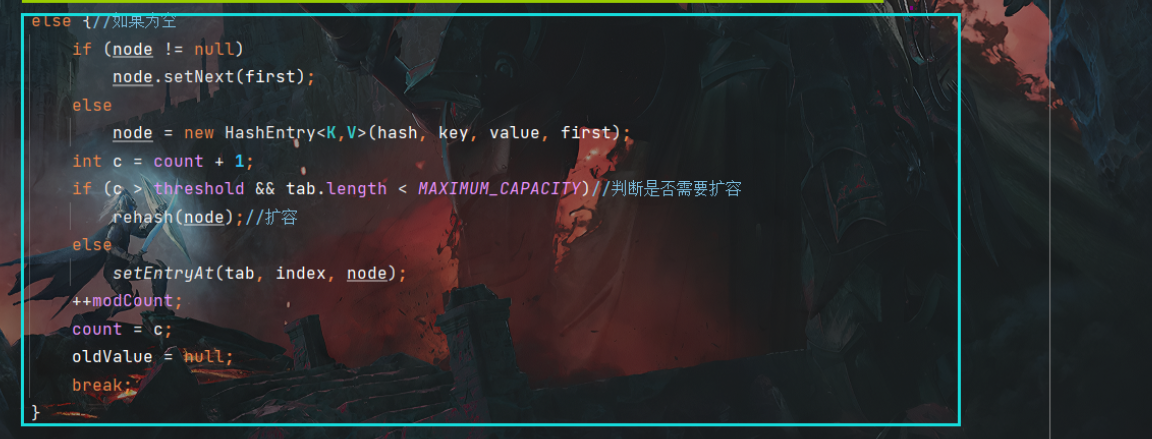 else {//如果为空
if (node != null)
node.setNext(first);
else
node = new HashEntry<K,V>(hash, key, value, first);
int c = count + 1;
if (c > threshold && tab.length < MAXIMUM_CAPACITY)//判断是否需要扩容
rehash(node);//扩容
else
setEntryAt(tab, index, node);
++modCount;
count = c;
oldValue = null;
break;
}